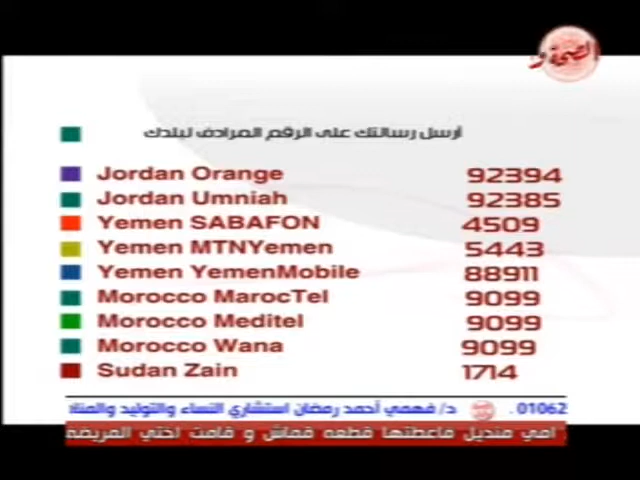 أرسل رسالتك على الرقم المرادف لبلدك
Jordan Orange 92394
Jordan Umniah 92385
Yemen SABAFON 4509
Yemen MTNYemen 5443
Yemen YemenMobile 88911
Morocco MarocTel 9099
Morocco Meditel 9099
Morocco Wana 9099
Sudan Zain 1714
01062 . د/ فهمي أحمد رمضان استشاري النساء والتوليد والمناذ
امي منديل فاعطتها قطعه قماش و قامت اختي المريضه